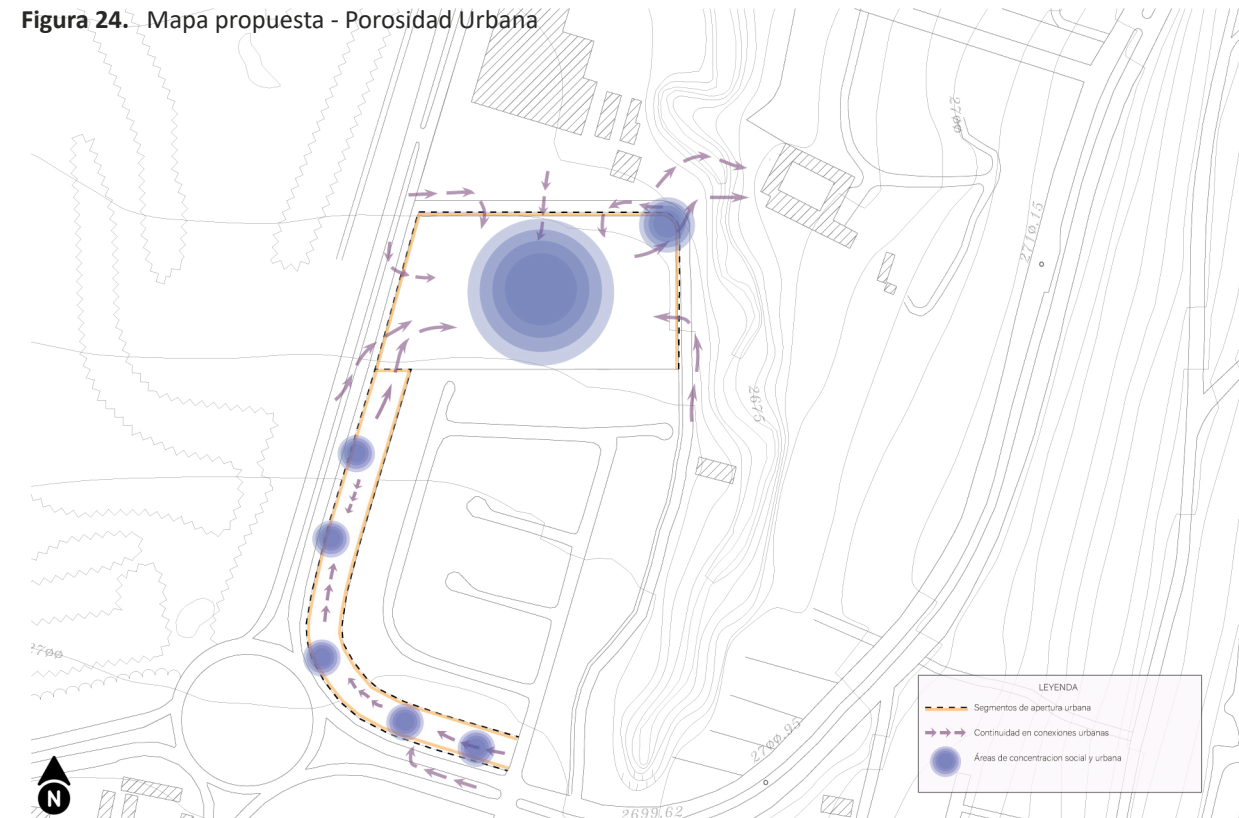 Figura 24. Mapa propuesta - Porosidad Urbana
2700
2710,15
2675
2700
2700,95
2699,62
LEYENDA
Segmentos de apertura urbana
Continuidad en conexiones urbanas
Áreas de concentracion social y urbana
N